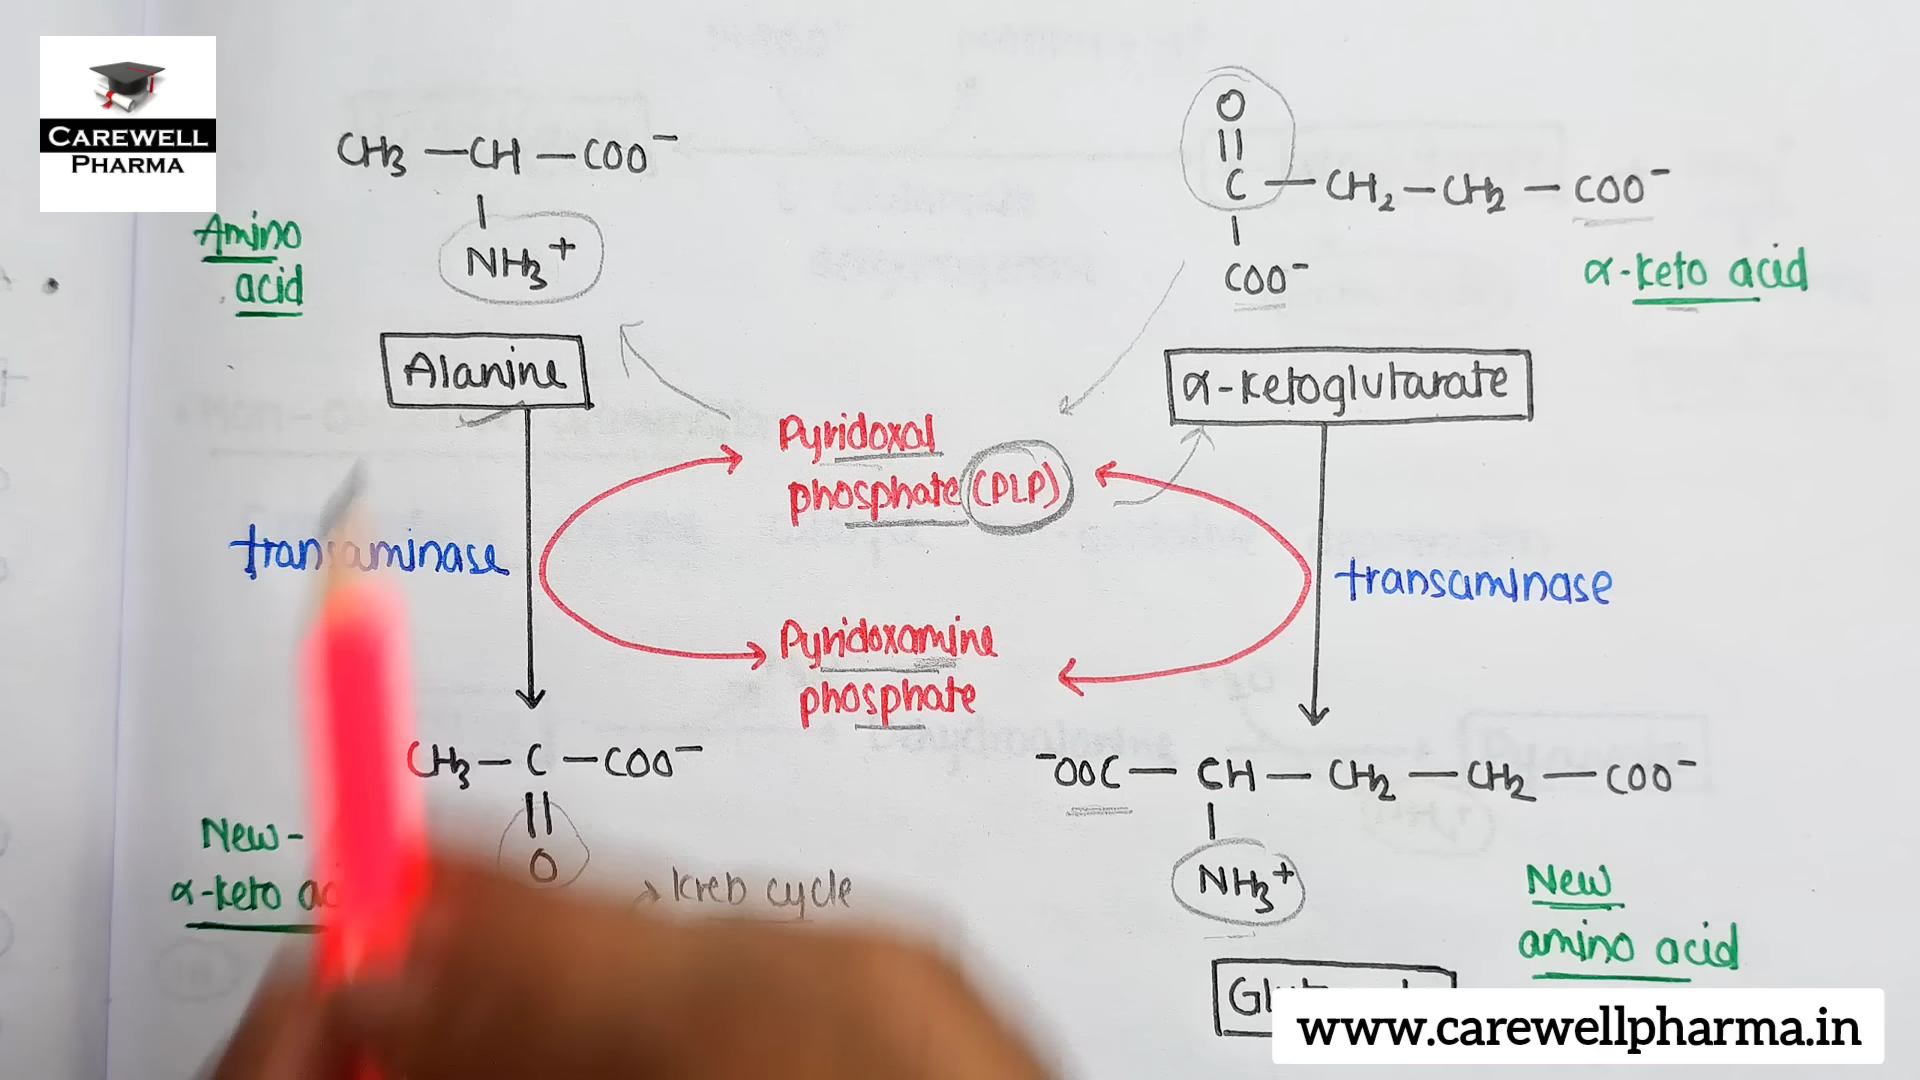 CAREWELL
PHARMA
CH3 — CH — COO⁻
|
NH3⁺
Amino
acid
Alanine
O
||
C — CH2 — CH2 — COO⁻
|
COO⁻
α-keto acid
α-ketoglutarate
Pyridoxal
phosphate (PLP)
transaminase
transaminase
Pyridoxamine
phosphate
CH3 — C — COO⁻
||
O
New-
α-keto
Kreb cycle
⁻OOC — CH — CH2 — CH2 — COO⁻
|
NH3⁺
New
amino acid
www.carewellpharma.in